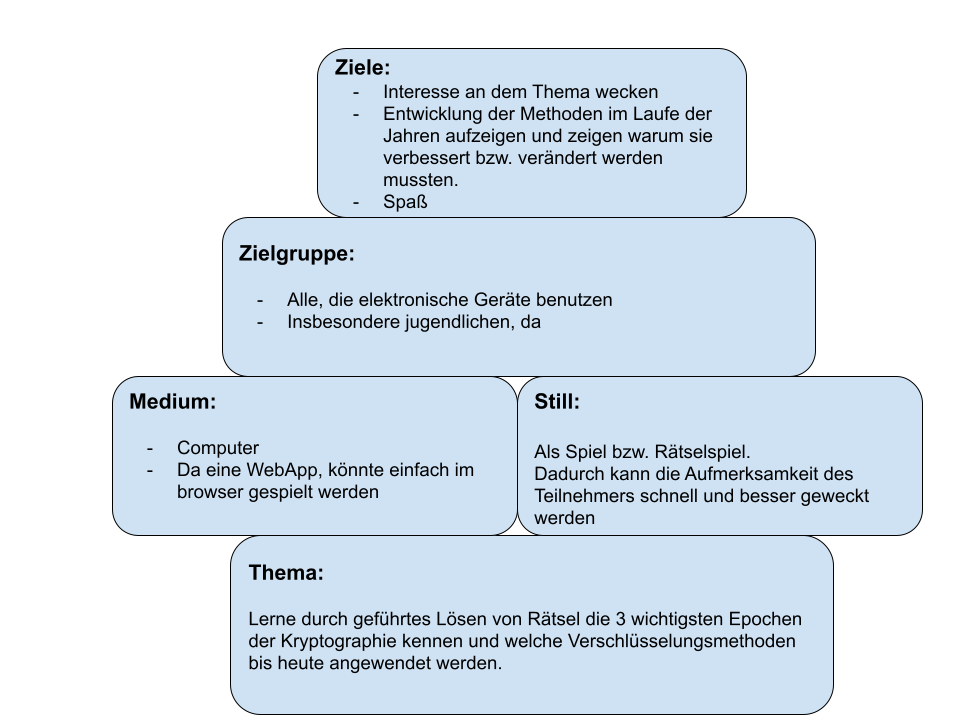 Ziele:
- Interesse an dem Thema wecken
- Entwicklung der Methoden im Laufe der
Jahren aufzeigen und zeigen warum sie
verbessert bzw. verändert werden
mussten.
- Spaß
Zielgruppe:
- Alle, die elektronische Geräte benutzen
- Insbesondere jugendlichen, da
Medium:
- Computer
- Da eine WebApp, könnte einfach im
browser gespielt werden
Still:
Als Spiel bzw. Rätselspiel.
Dadurch kann die Aufmerksamkeit des
Teilnehmers schnell und besser geweckt
werden
Thema:
Lerne durch geführtes Lösen von Rätsel die 3 wichtigsten Epochen
der Kryptographie kennen und welche Verschlüsselungsmethoden
bis heute angewendet werden.